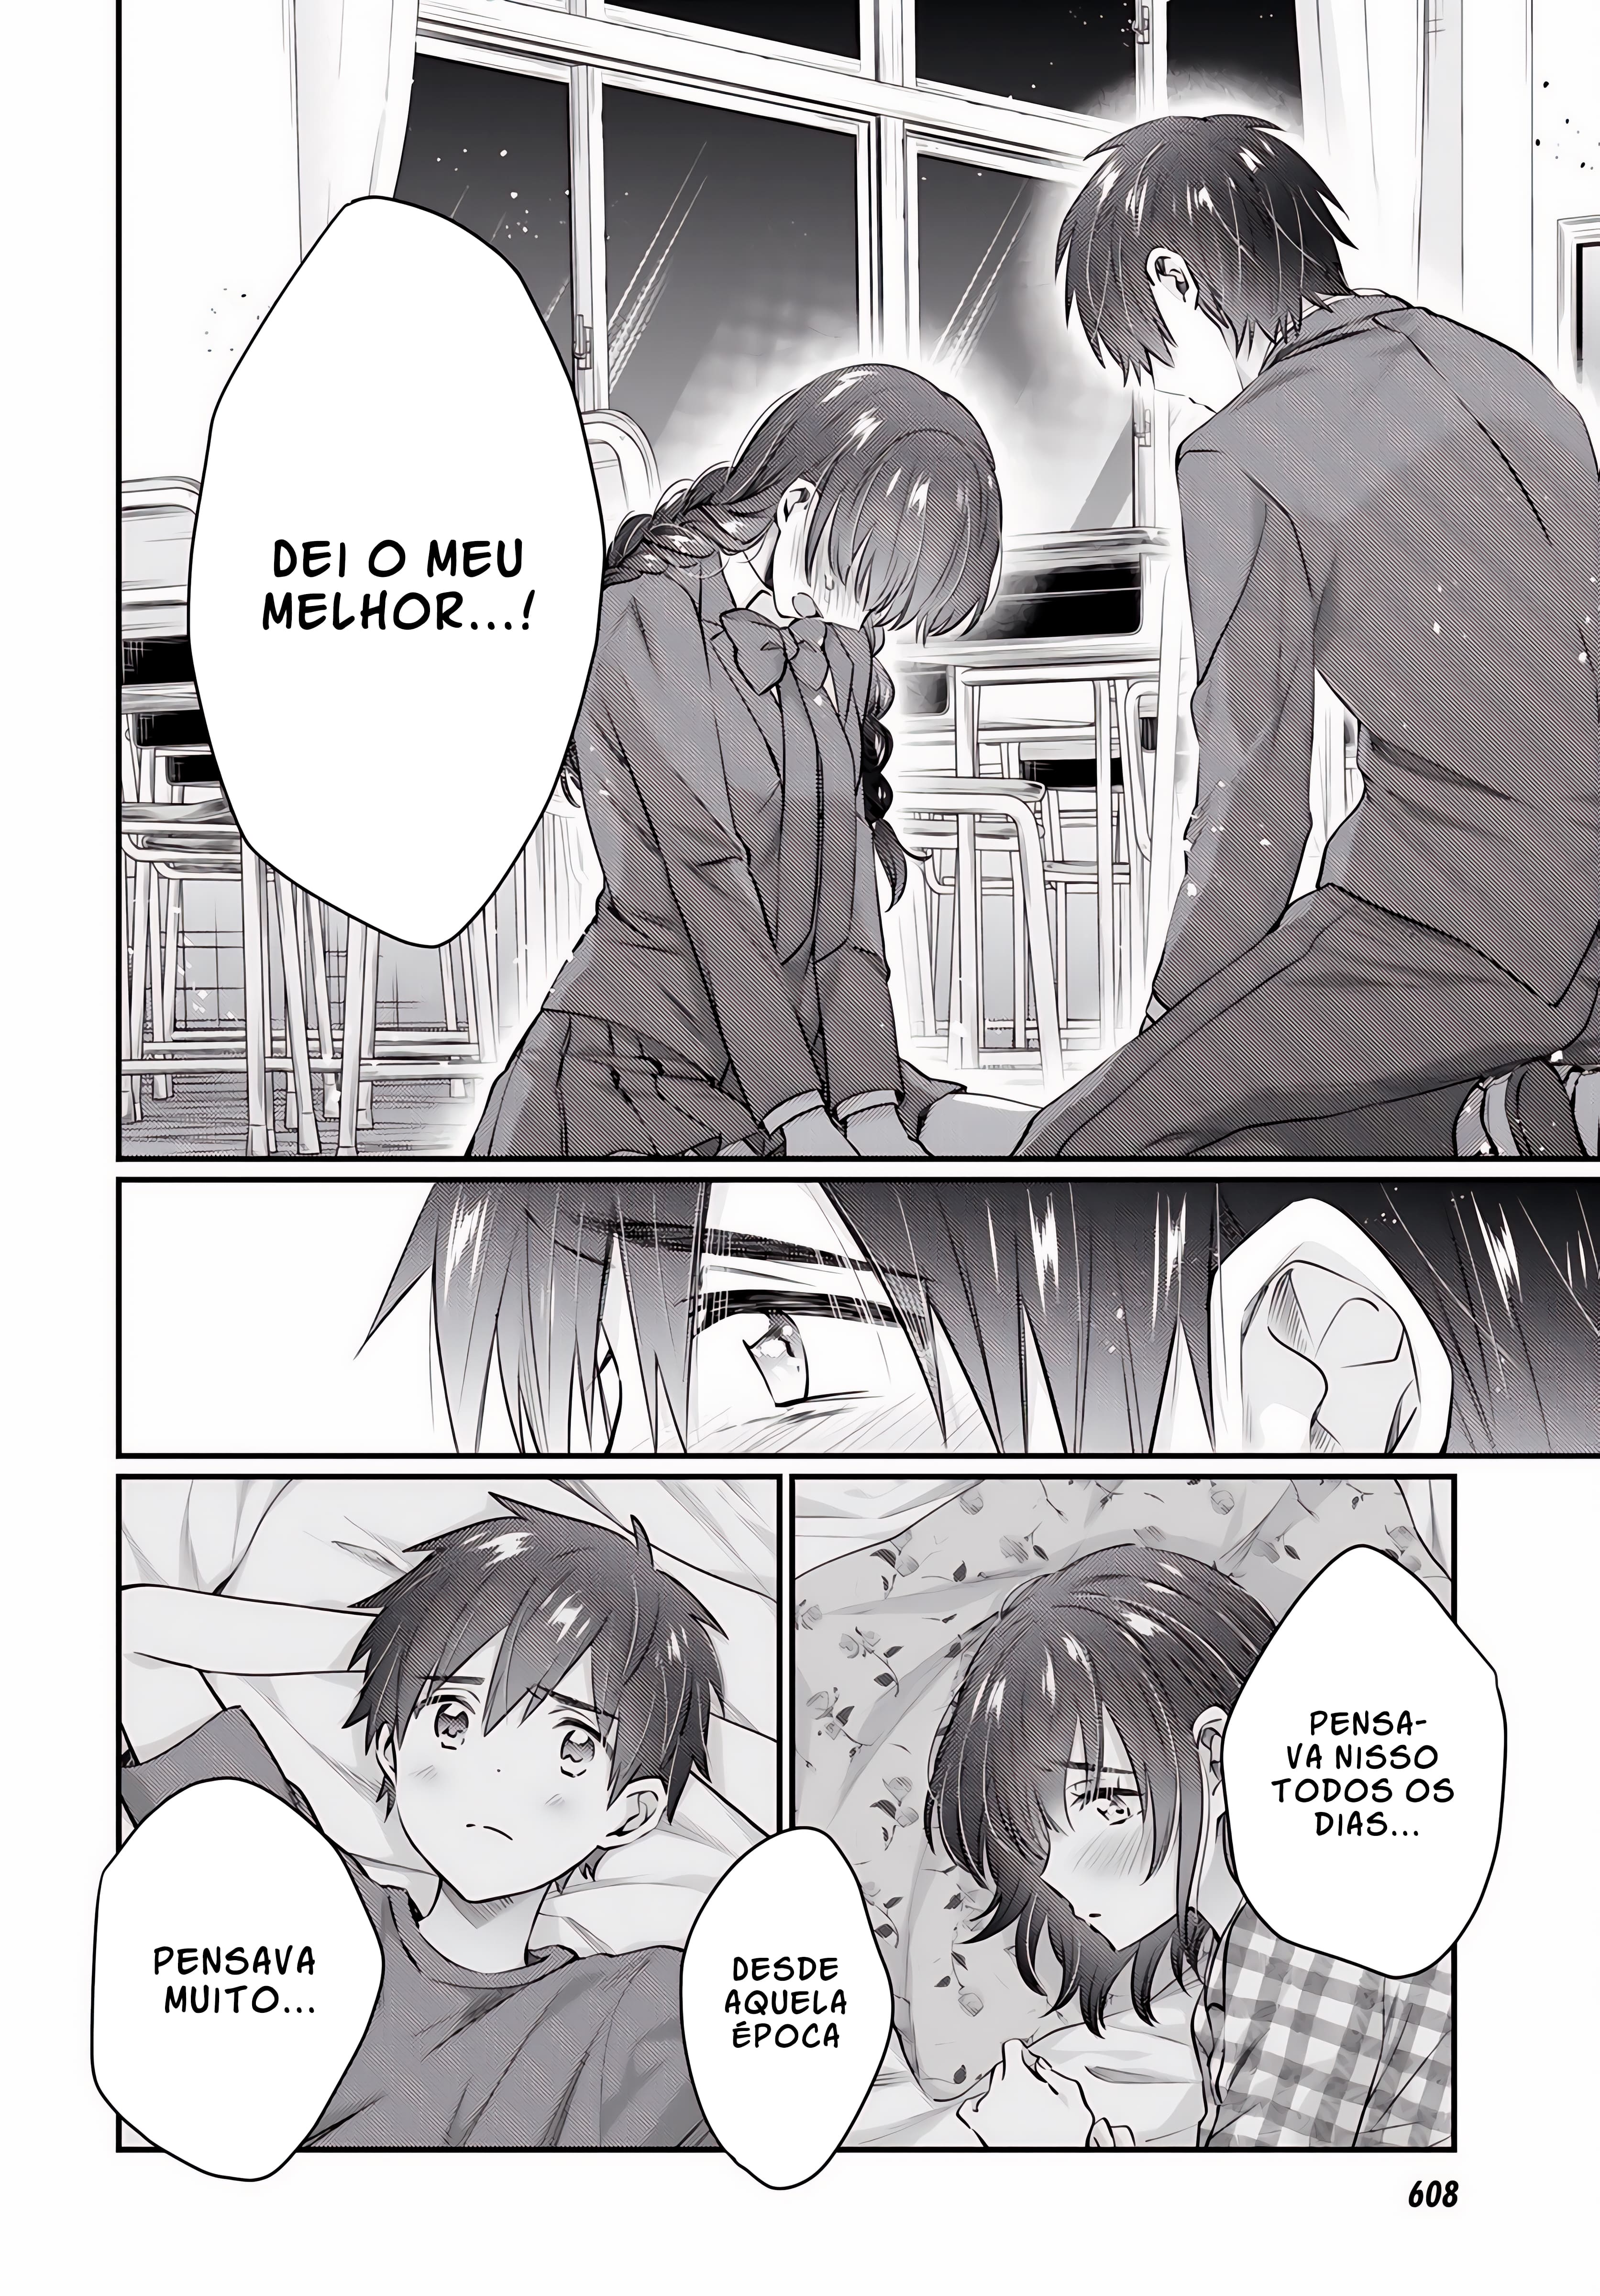 DEI O MEU
MELHOR...!
PENSA-
VA NISSO
TODOS OS
DIAS...
DESDE
AQUELA
ÉPOCA
PENSAVA
MUITO...
608